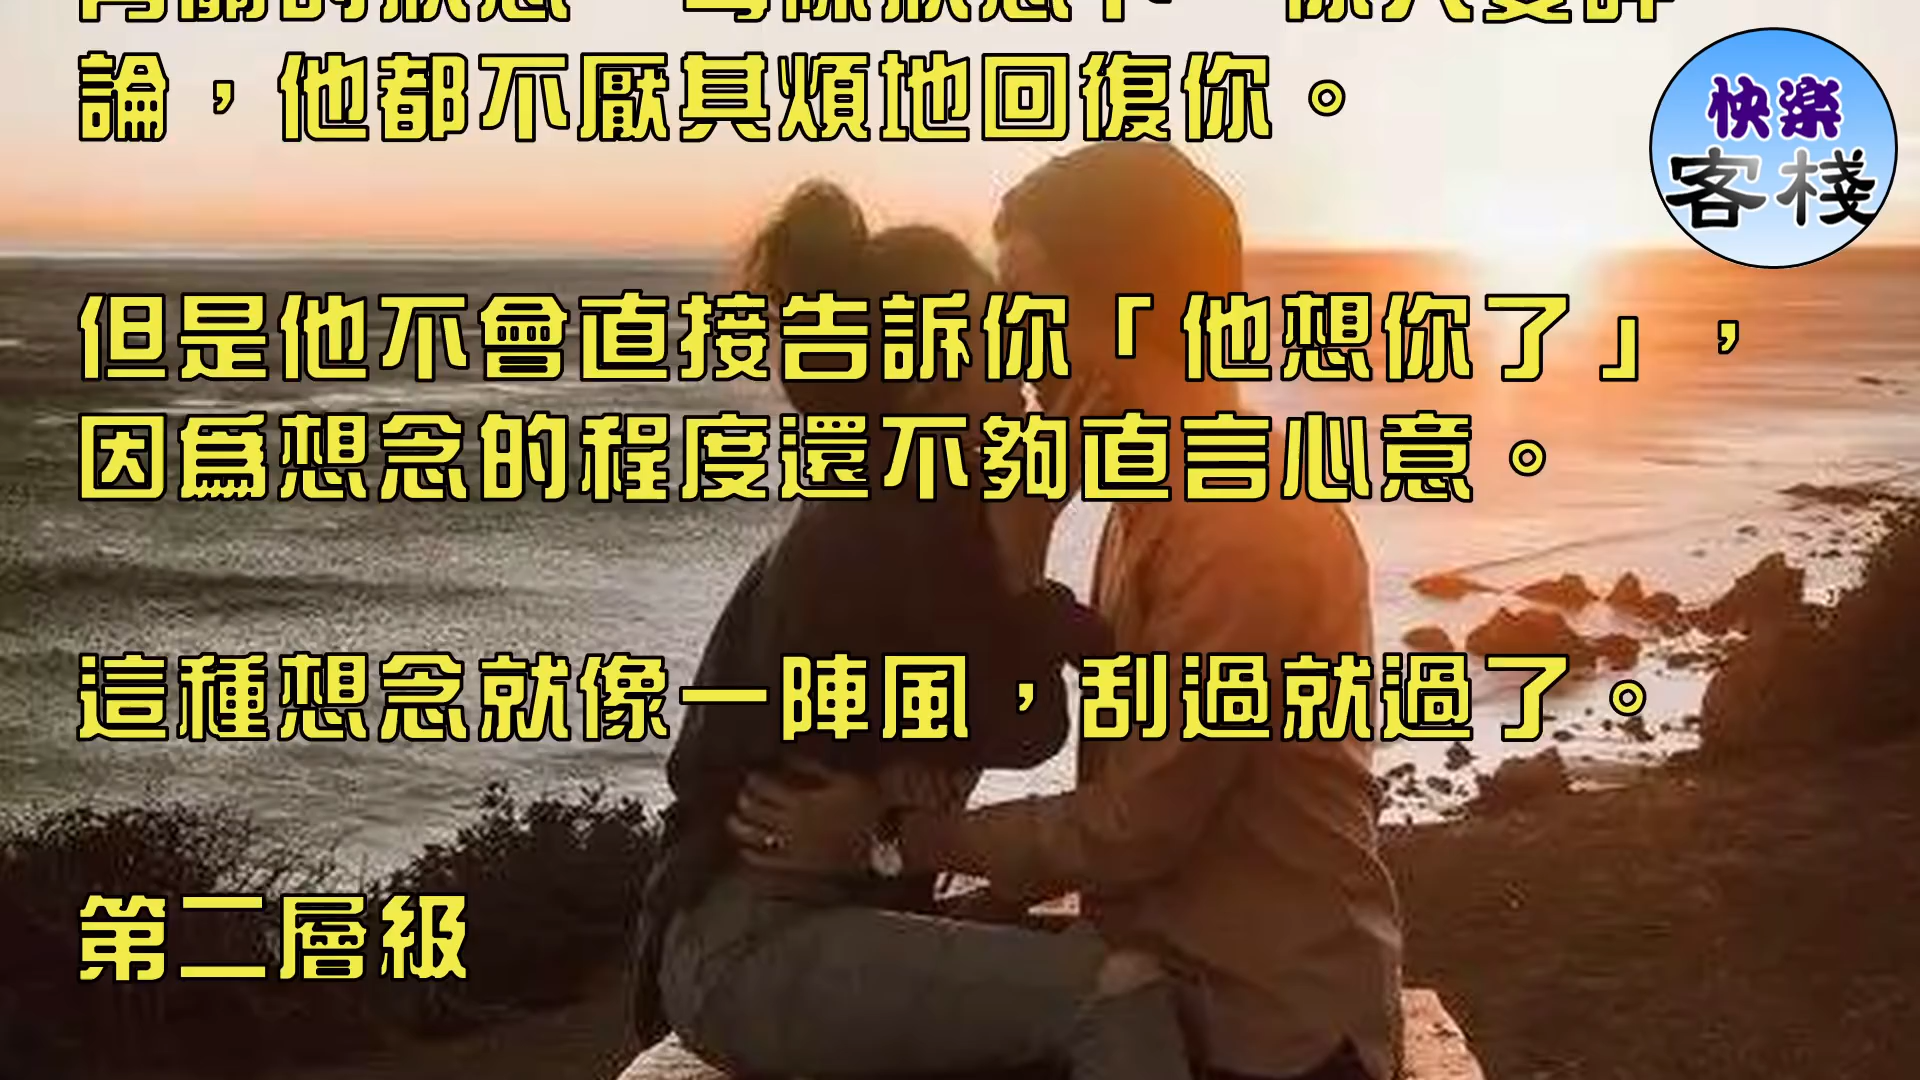 論，他都不厭其煩地回復你。
快樂
客棧
但是他不會直接告訴你「他想你了」，
因爲想念的程度還不夠直言心意。
這種想念就像一陣風，刮過就過了。
第二層級